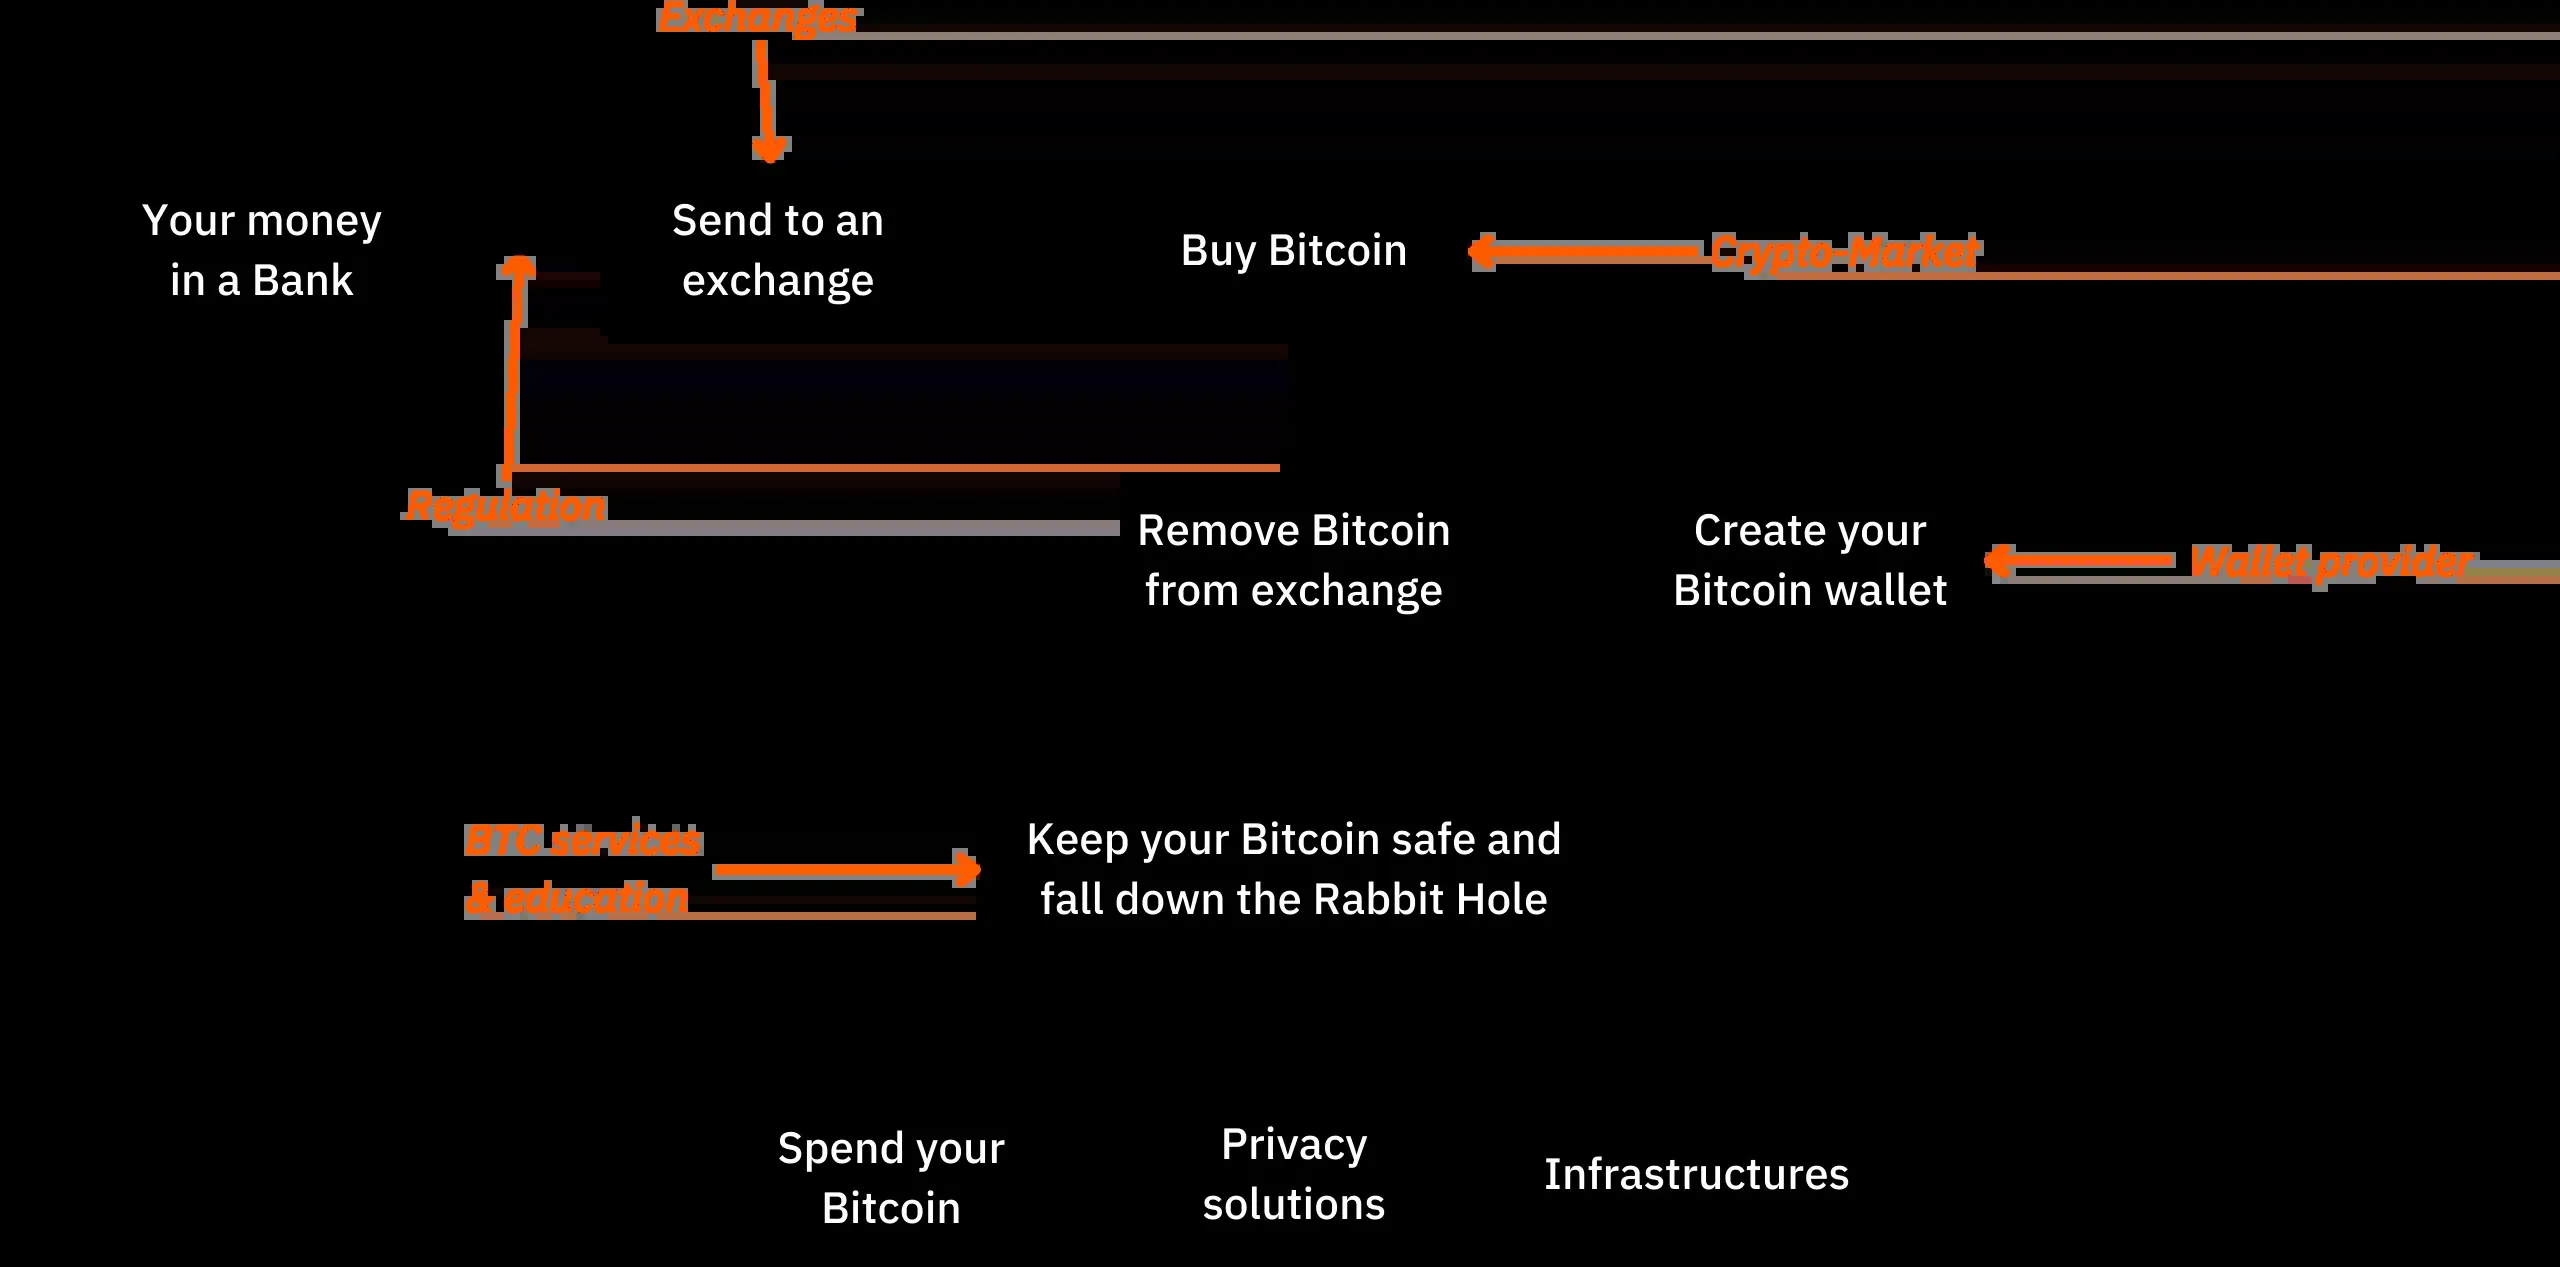 Exchanges
Your money
in a Bank
Send to an
exchange
Buy Bitcoin
Crypto-Market
Regulation
Remove Bitcoin
from exchange
Create your
Bitcoin wallet
Wallet provider
BTC services
& education
Keep your Bitcoin safe and
fall down the Rabbit Hole
Spend your
Bitcoin
Privacy
solutions
Infrastructures